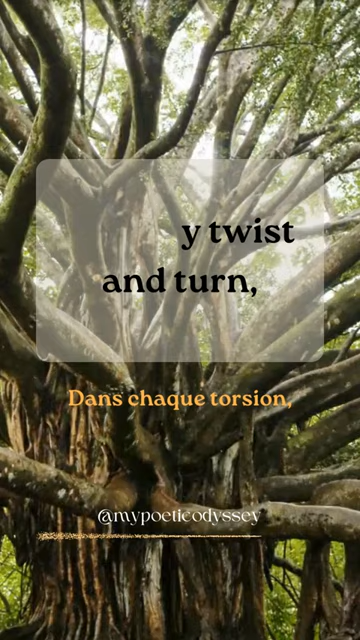 y twist
and turn,
Dans chaque torsion,
@mypoeticodyssey